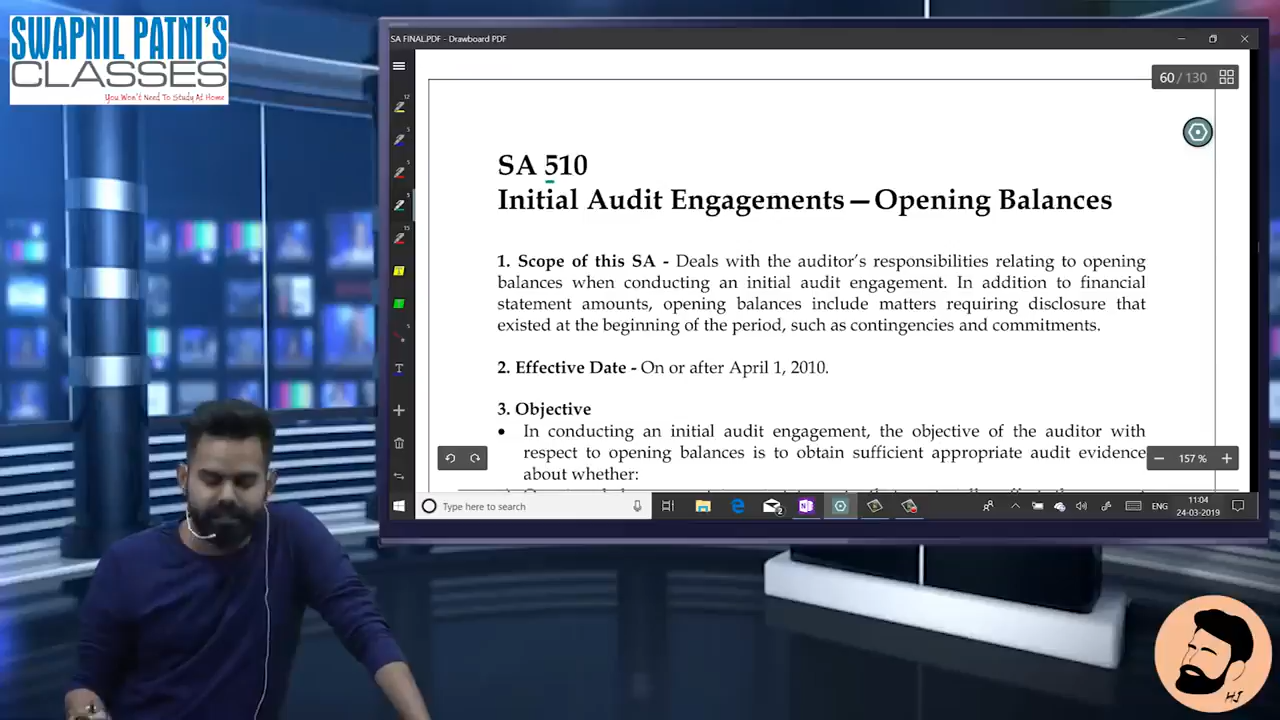 SWAPNIL PATNI'S
CLASSES
You Won't Need To Study At Home
SA FINAL.PDF - Drawboard PDF
60 / 130
SA 510
Initial Audit Engagements—Opening Balances
1. Scope of this SA - Deals with the auditor's responsibilities relating to opening
balances when conducting an initial audit engagement. In addition to financial
statement amounts, opening balances include matters requiring disclosure that
existed at the beginning of the period, such as contingencies and commitments.
2. Effective Date - On or after April 1, 2010.
3. Objective
• In conducting an initial audit engagement, the objective of the auditor with
respect to opening balances is to obtain sufficient appropriate audit evidence
about whether:
157 %
Type here to search
ENG
11:04
24-03-2019
HJ